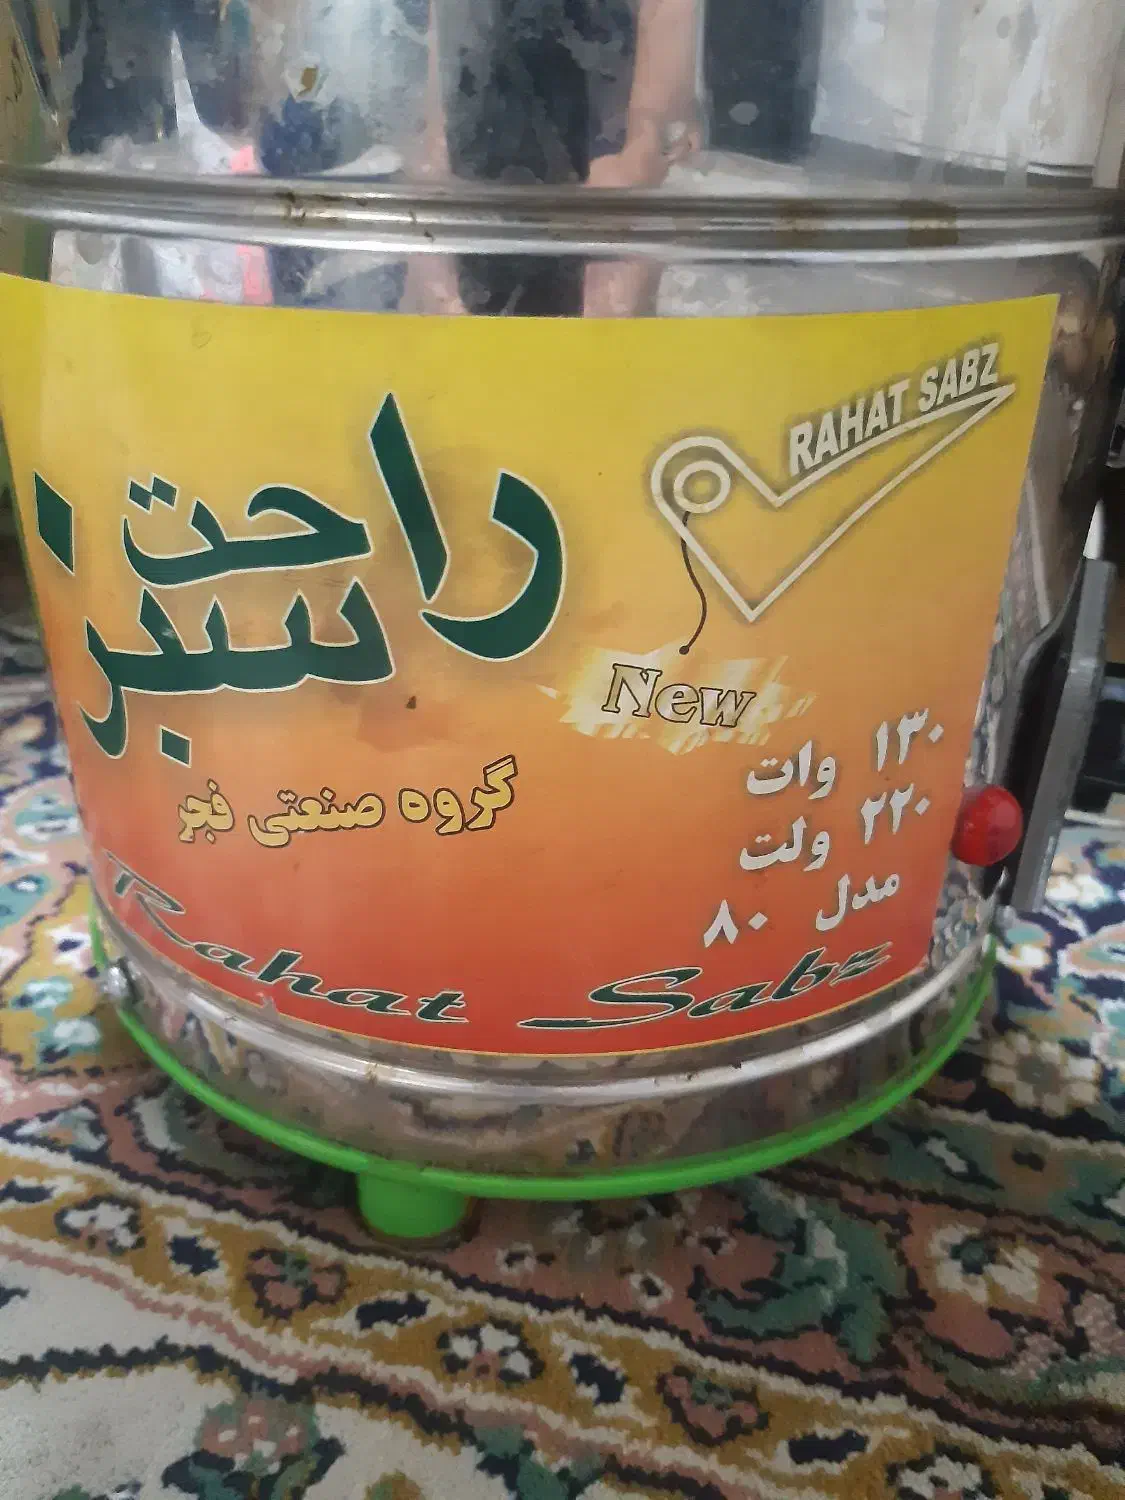 RAHAT SABZ
راحت
سبز
New
گروه صنعتی فجر
۱۳۰ وات
۲۲۰ ولت
مدل ۸۰
Rahat Sabz